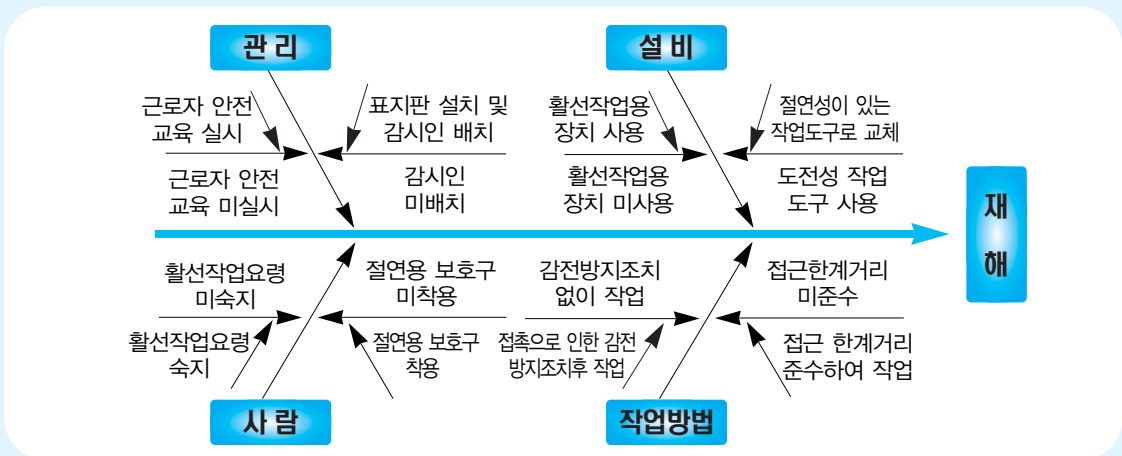 관 리
설 비
근로자 안전
교육 실시
표지판 설치 및
감시인 배치
활선작업용
장치 사용
절연성이 있는
작업도구로 교체
근로자 안전
교육 미실시
감시인
미배치
활선작업용
장치 미사용
도전성 작업
도구 사용
재
해
활선작업요령
미숙지
절연용 보호구
미착용
감전방지조치
없이 작업
접근한계거리
미준수
활선작업요령
숙지
절연용 보호구
착용
접촉으로 인한 감전
방지조치후 작업
접근 한계거리
준수하여 작업
사 람
작업방법